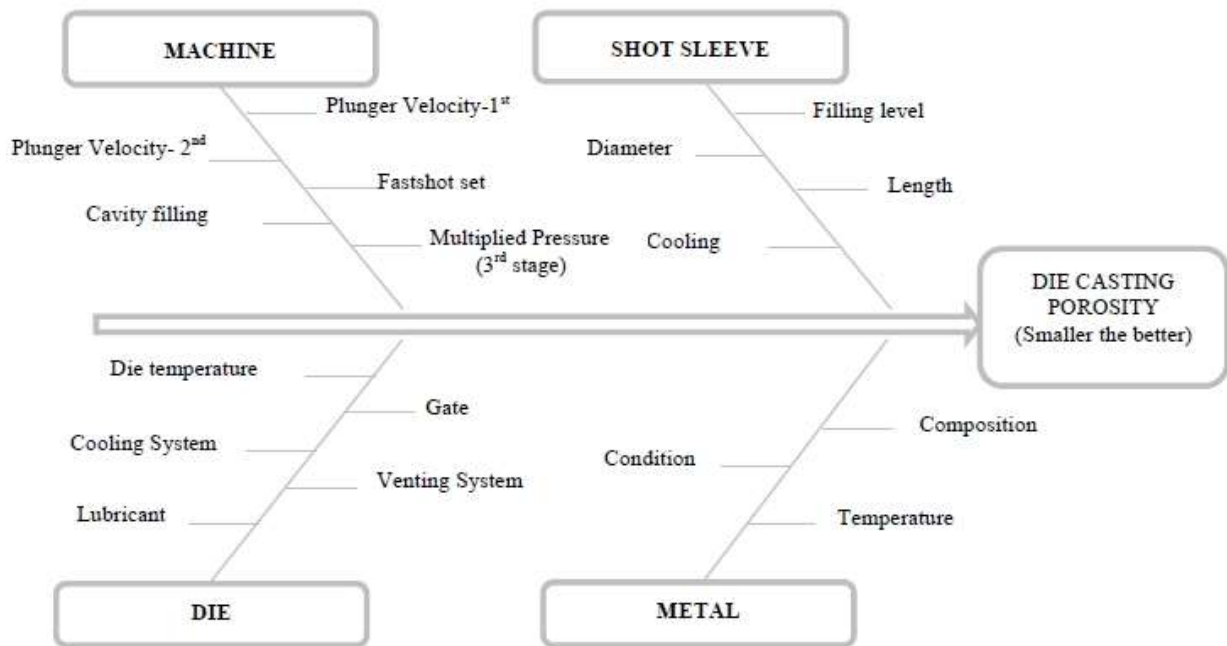 MACHINE
SHOT SLEEVE
Plunger Velocity-1st
Plunger Velocity- 2nd
Fastshot set
Cavity filling
Multiplied Pressure
(3rd stage)
Filling level
Diameter
Length
Cooling
DIE CASTING
POROSITY
(Smaller the better)
Die temperature
Gate
Cooling System
Venting System
Lubricant
Composition
Condition
Temperature
DIE
METAL